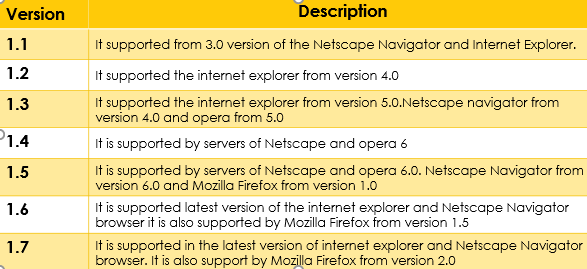 Version Description
1.1 It supported from 3.0 version of the Netscape Navigator and Internet Explorer.
1.2 It supported the internet explorer from version 4.0
1.3 It supported the internet explorer from version 5.0.Netscape navigator from
version 4.0 and opera from 5.0
1.4 It is supported by servers of Netscape and opera 6
1.5 It is supported by servers of Netscape and opera 6.0. Netscape Navigator from
version 6.0 and Mozilla Firefox from version 1.0
1.6 It is supported latest version of the internet explorer and Netscape Navigator
browser it is also supported by Mozilla Firefox from version 1.5
1.7 It is supported in the latest version of internet explorer and Netscape Navigator
browser. It is also support by Mozilla Firefox from version 2.0